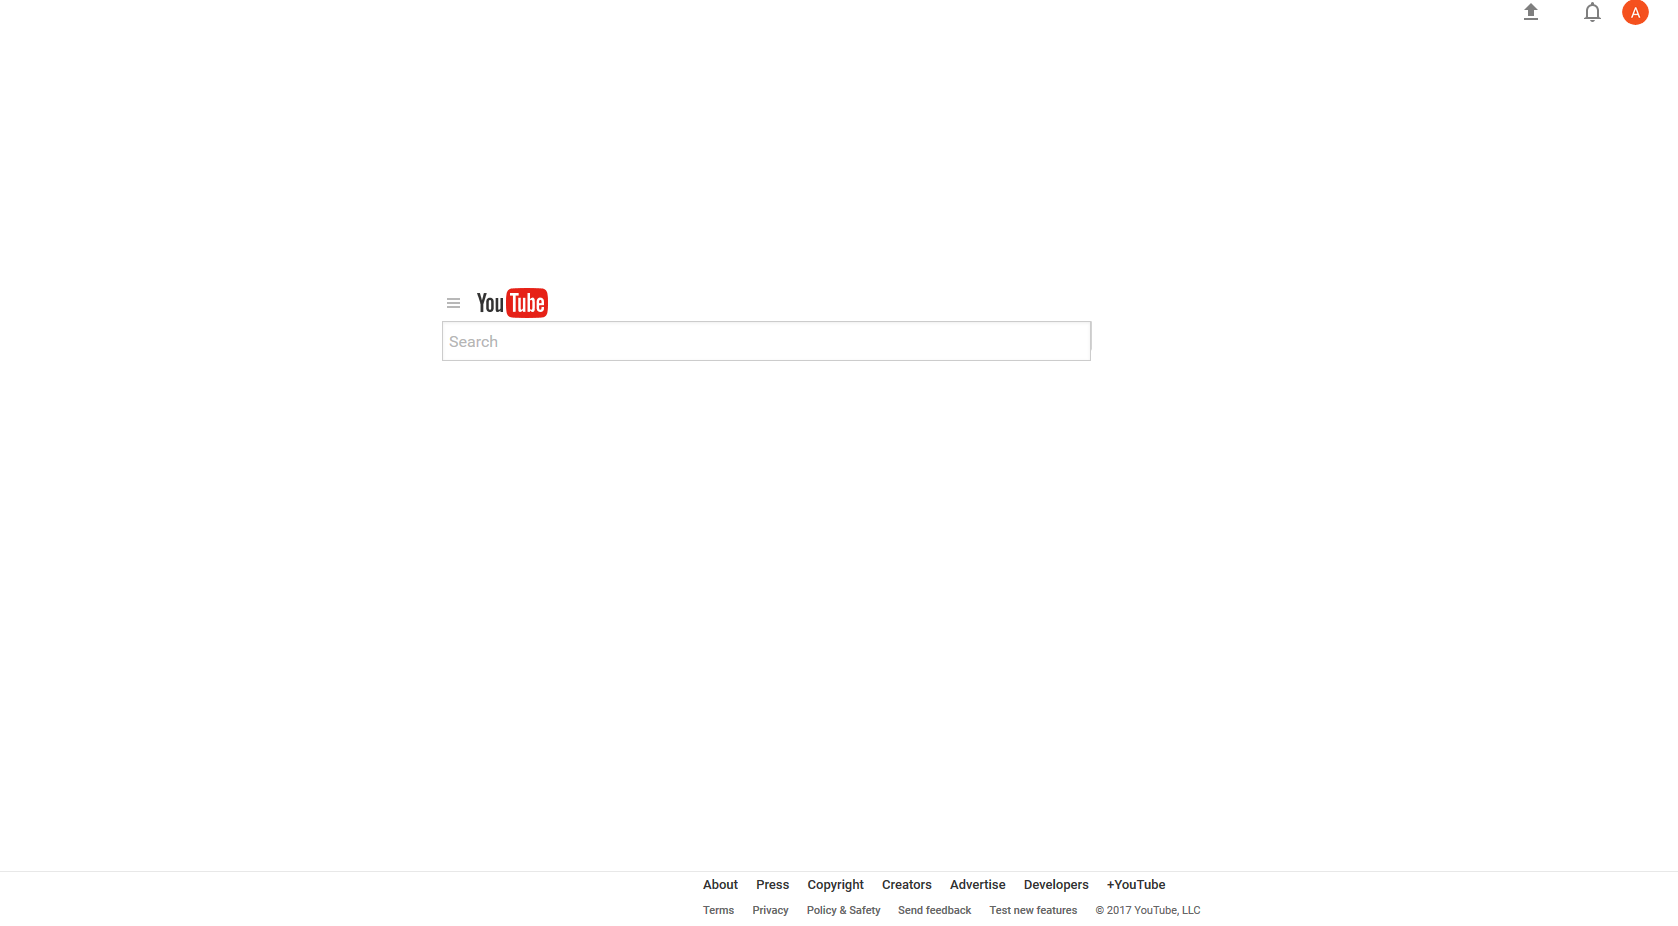 A
YouTube
Search
About Press Copyright Creators Advertise Developers +YouTube
Terms Privacy Policy & Safety Send feedback Test new features © 2017 YouTube, LLC